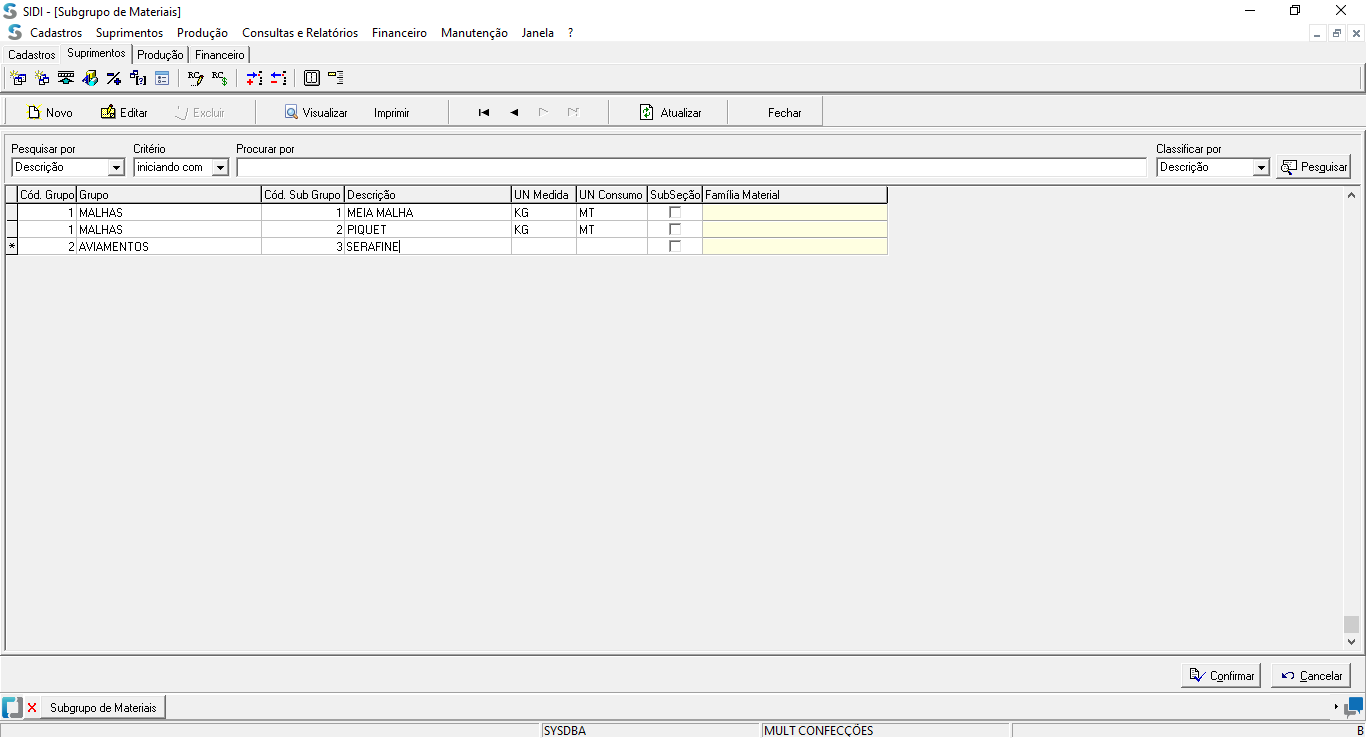 SIDI - [Subgrupo de Materiais]
Cadastros Suprimentos Produção Consultas e Relatórios Financeiro Manutenção Janela ?
Cadastros Suprimentos Produção Financeiro
Novo Editar Excluir Visualizar Imprimir Atualizar Fechar
Pesquisar por Critério Procurar por Classificar por
Descrição iniciando com Descrição Pesquisar
Cód. Grupo Grupo Cód. Sub Grupo Descrição UN Medida UN Consumo SubSeção Família Material
1 MALHAS 1 MEIA MALHA KG MT
1 MALHAS 2 PIQUET KG MT
* 2 AVIAMENTOS 3 SERAFINE
Confirmar Cancelar
Subgrupo de Materiais
SYSDBA MULT CONFECÇÕES B